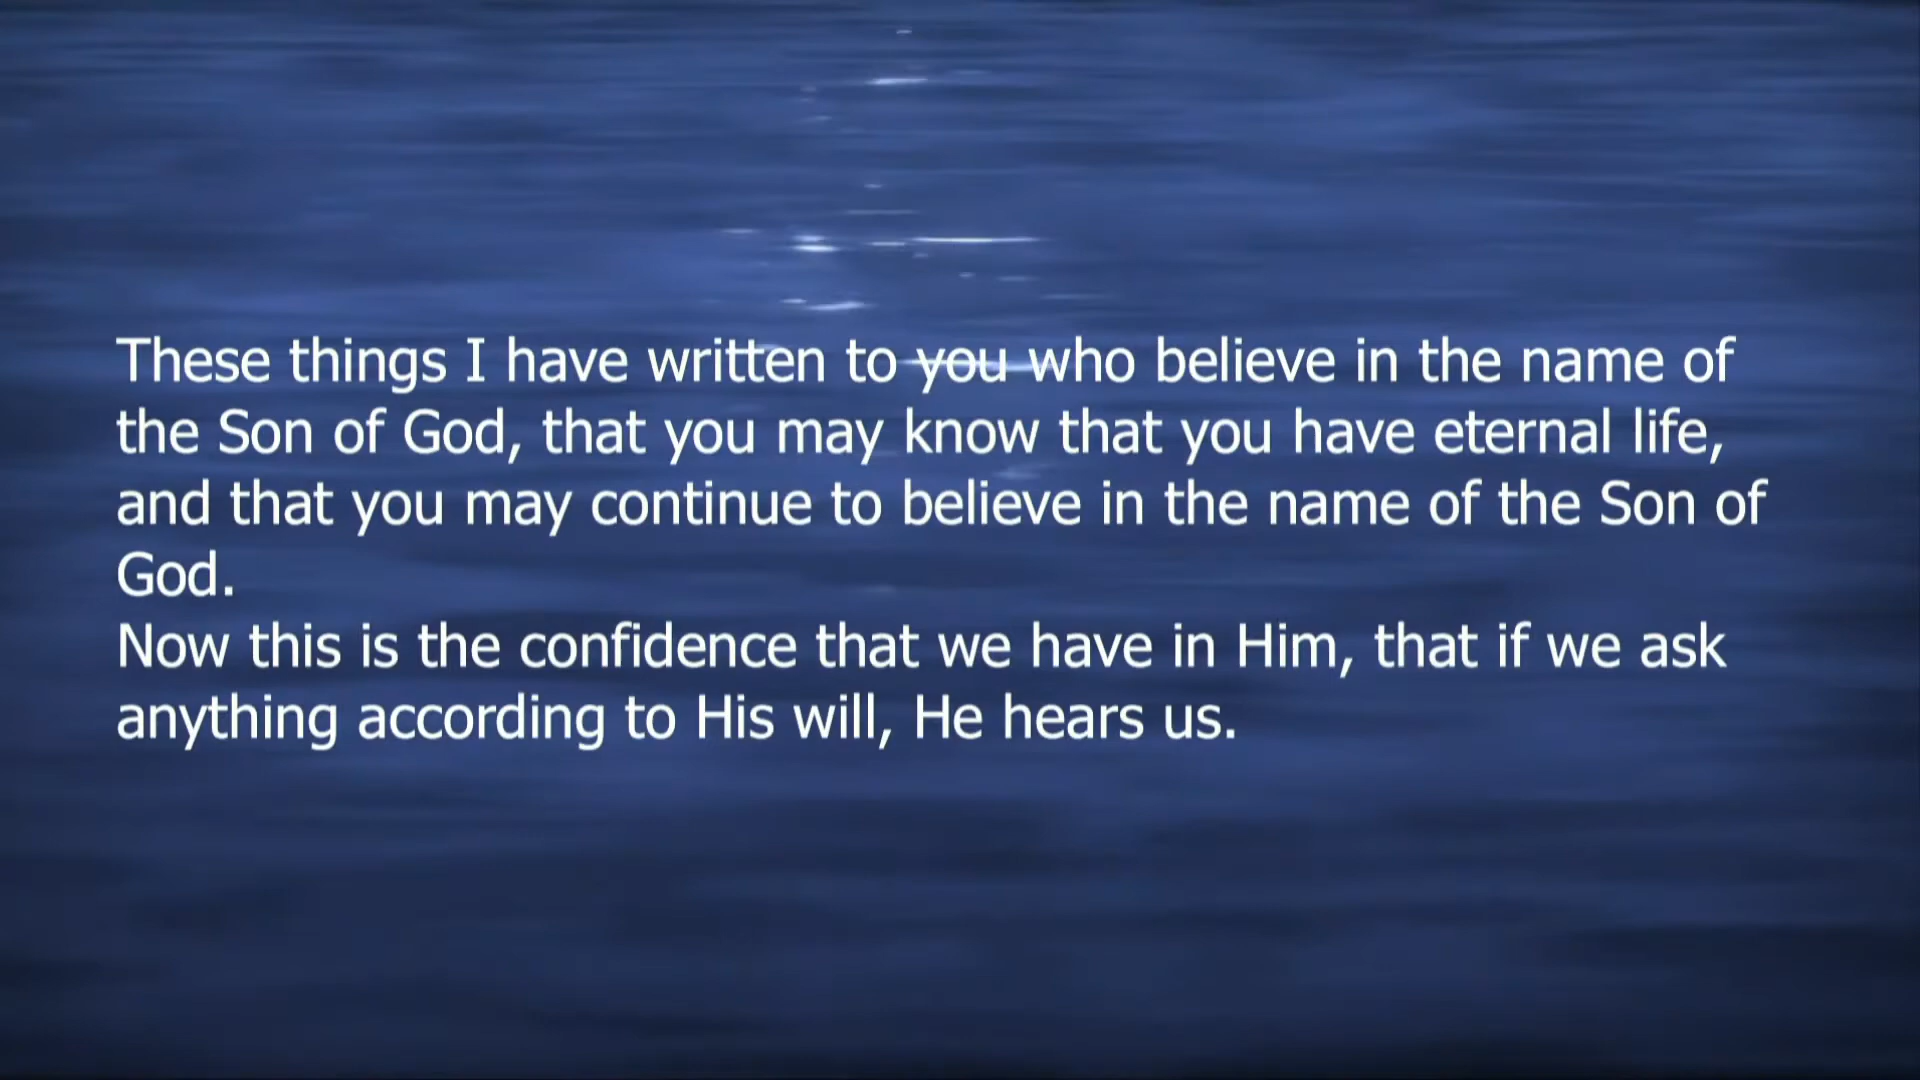 These things I have written to you who believe in the name of
the Son of God, that you may know that you have eternal life,
and that you may continue to believe in the name of the Son of
God.
Now this is the confidence that we have in Him, that if we ask
anything according to His will, He hears us.